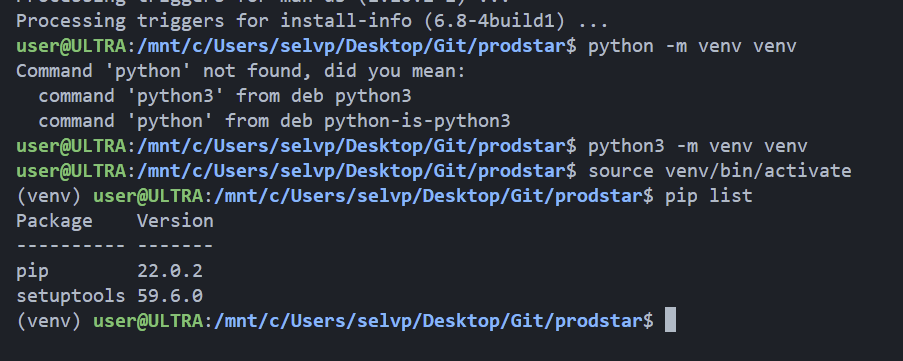 Processing triggers for install-info (6.8-4build1) ...
user@ULTRA:/mnt/c/Users/selvp/Desktop/Git/prodstar$ python -m venv venv
Command 'python' not found, did you mean:
  command 'python3' from deb python3
  command 'python' from deb python-is-python3
user@ULTRA:/mnt/c/Users/selvp/Desktop/Git/prodstar$ python3 -m venv venv
user@ULTRA:/mnt/c/Users/selvp/Desktop/Git/prodstar$ source venv/bin/activate
(venv) user@ULTRA:/mnt/c/Users/selvp/Desktop/Git/prodstar$ pip list
Package    Version
---------- -------
pip        22.0.2
setuptools 59.6.0
(venv) user@ULTRA:/mnt/c/Users/selvp/Desktop/Git/prodstar$